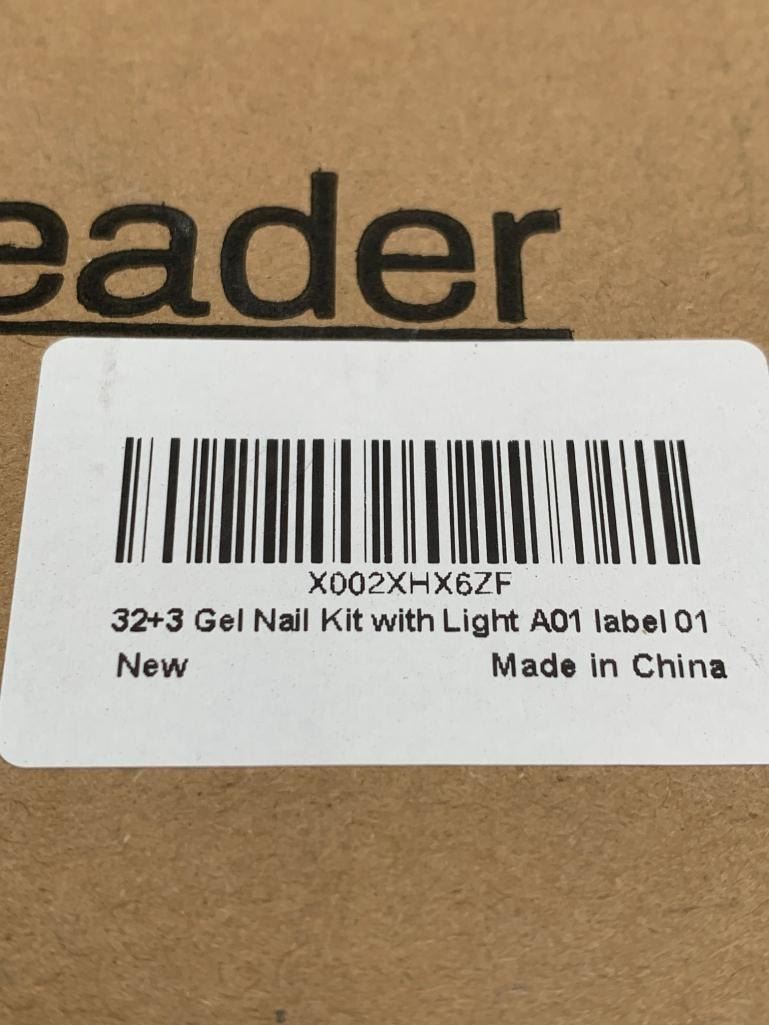 eader
X002XHX6ZF
32+3 Gel Nail Kit with Light A01 label 01
New Made in China